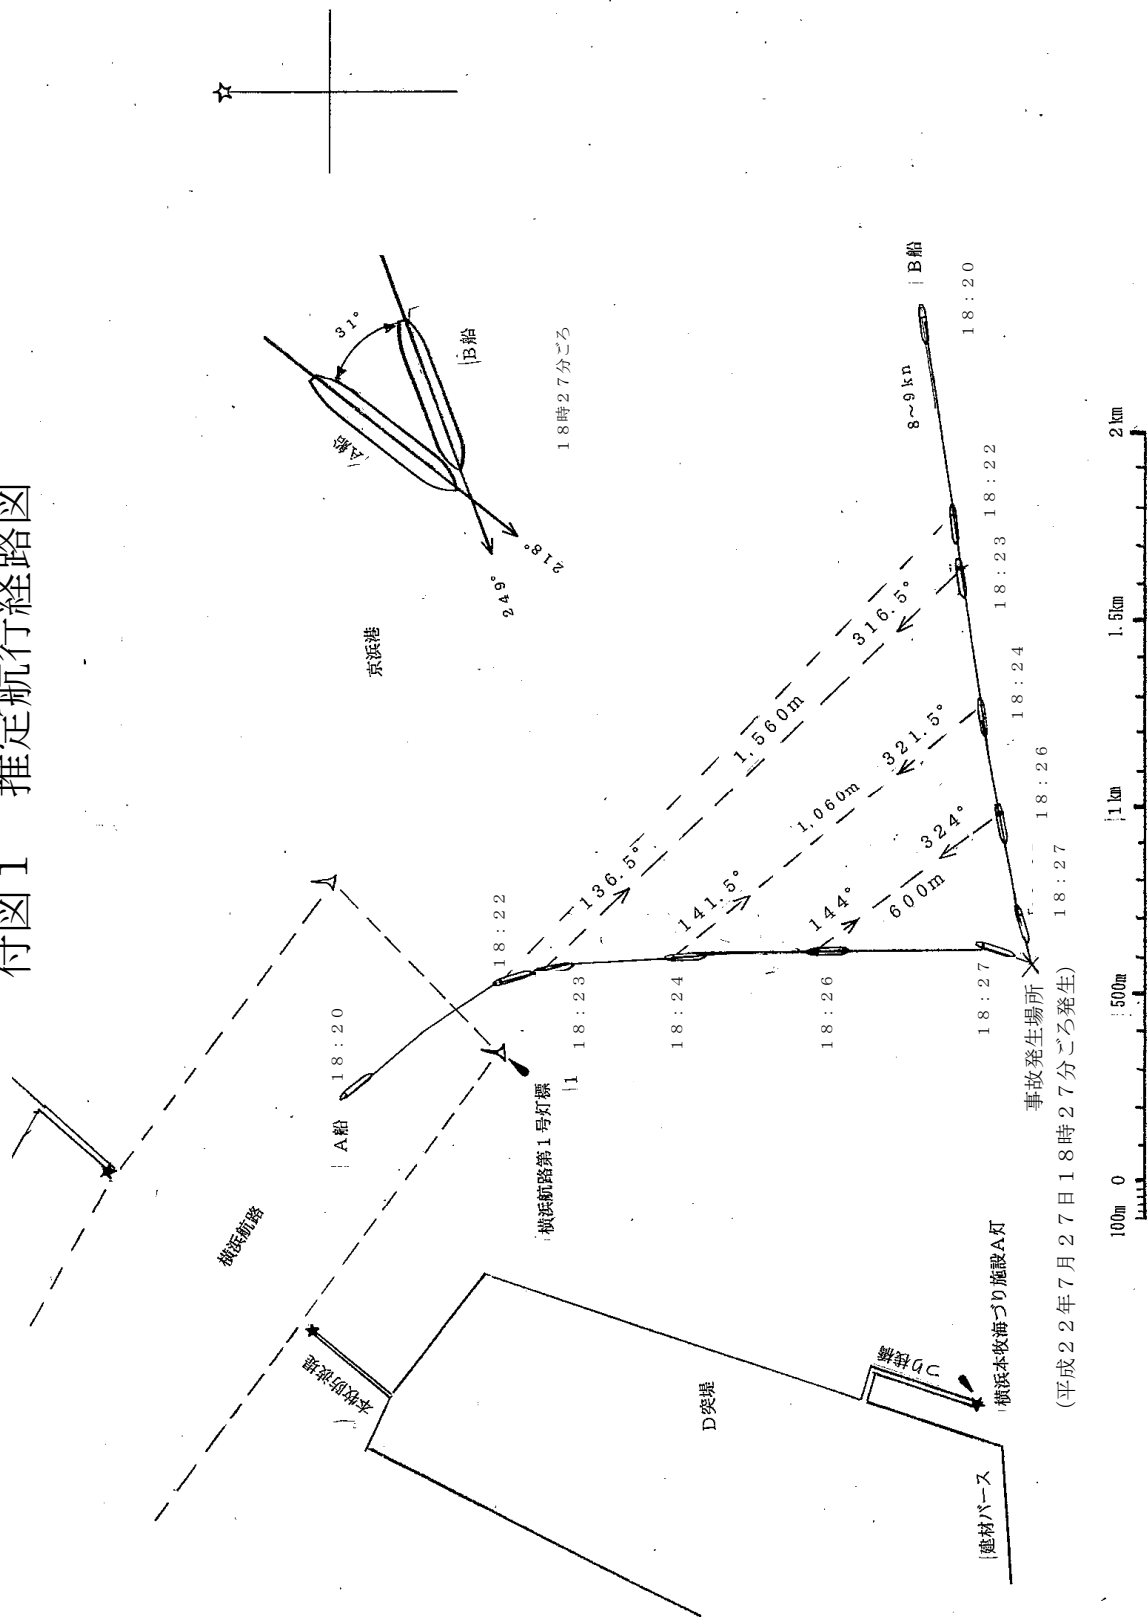 付図1 推定航行経路図
A船
18:20
横浜航路
本牧防波堤
横浜航路第1号灯標
1
18:22
18:23
18:24
18:26
18:27
136.5°
141.5°
144°
1,560m
1,060m
600m
316.5°
321.5°
324°
京浜港
A船
B船
31°
249°
218°
18時27分ごろ
B船
18:20
8~9kn
18:22
18:23
18:24
18:26
18:27
D突堤
つり桟橋
横浜本牧海づり施設A灯
建材バース
事故発生場所
(平成22年7月27日18時27分ごろ発生)
100m 0 500m 1km 1.5km 2km